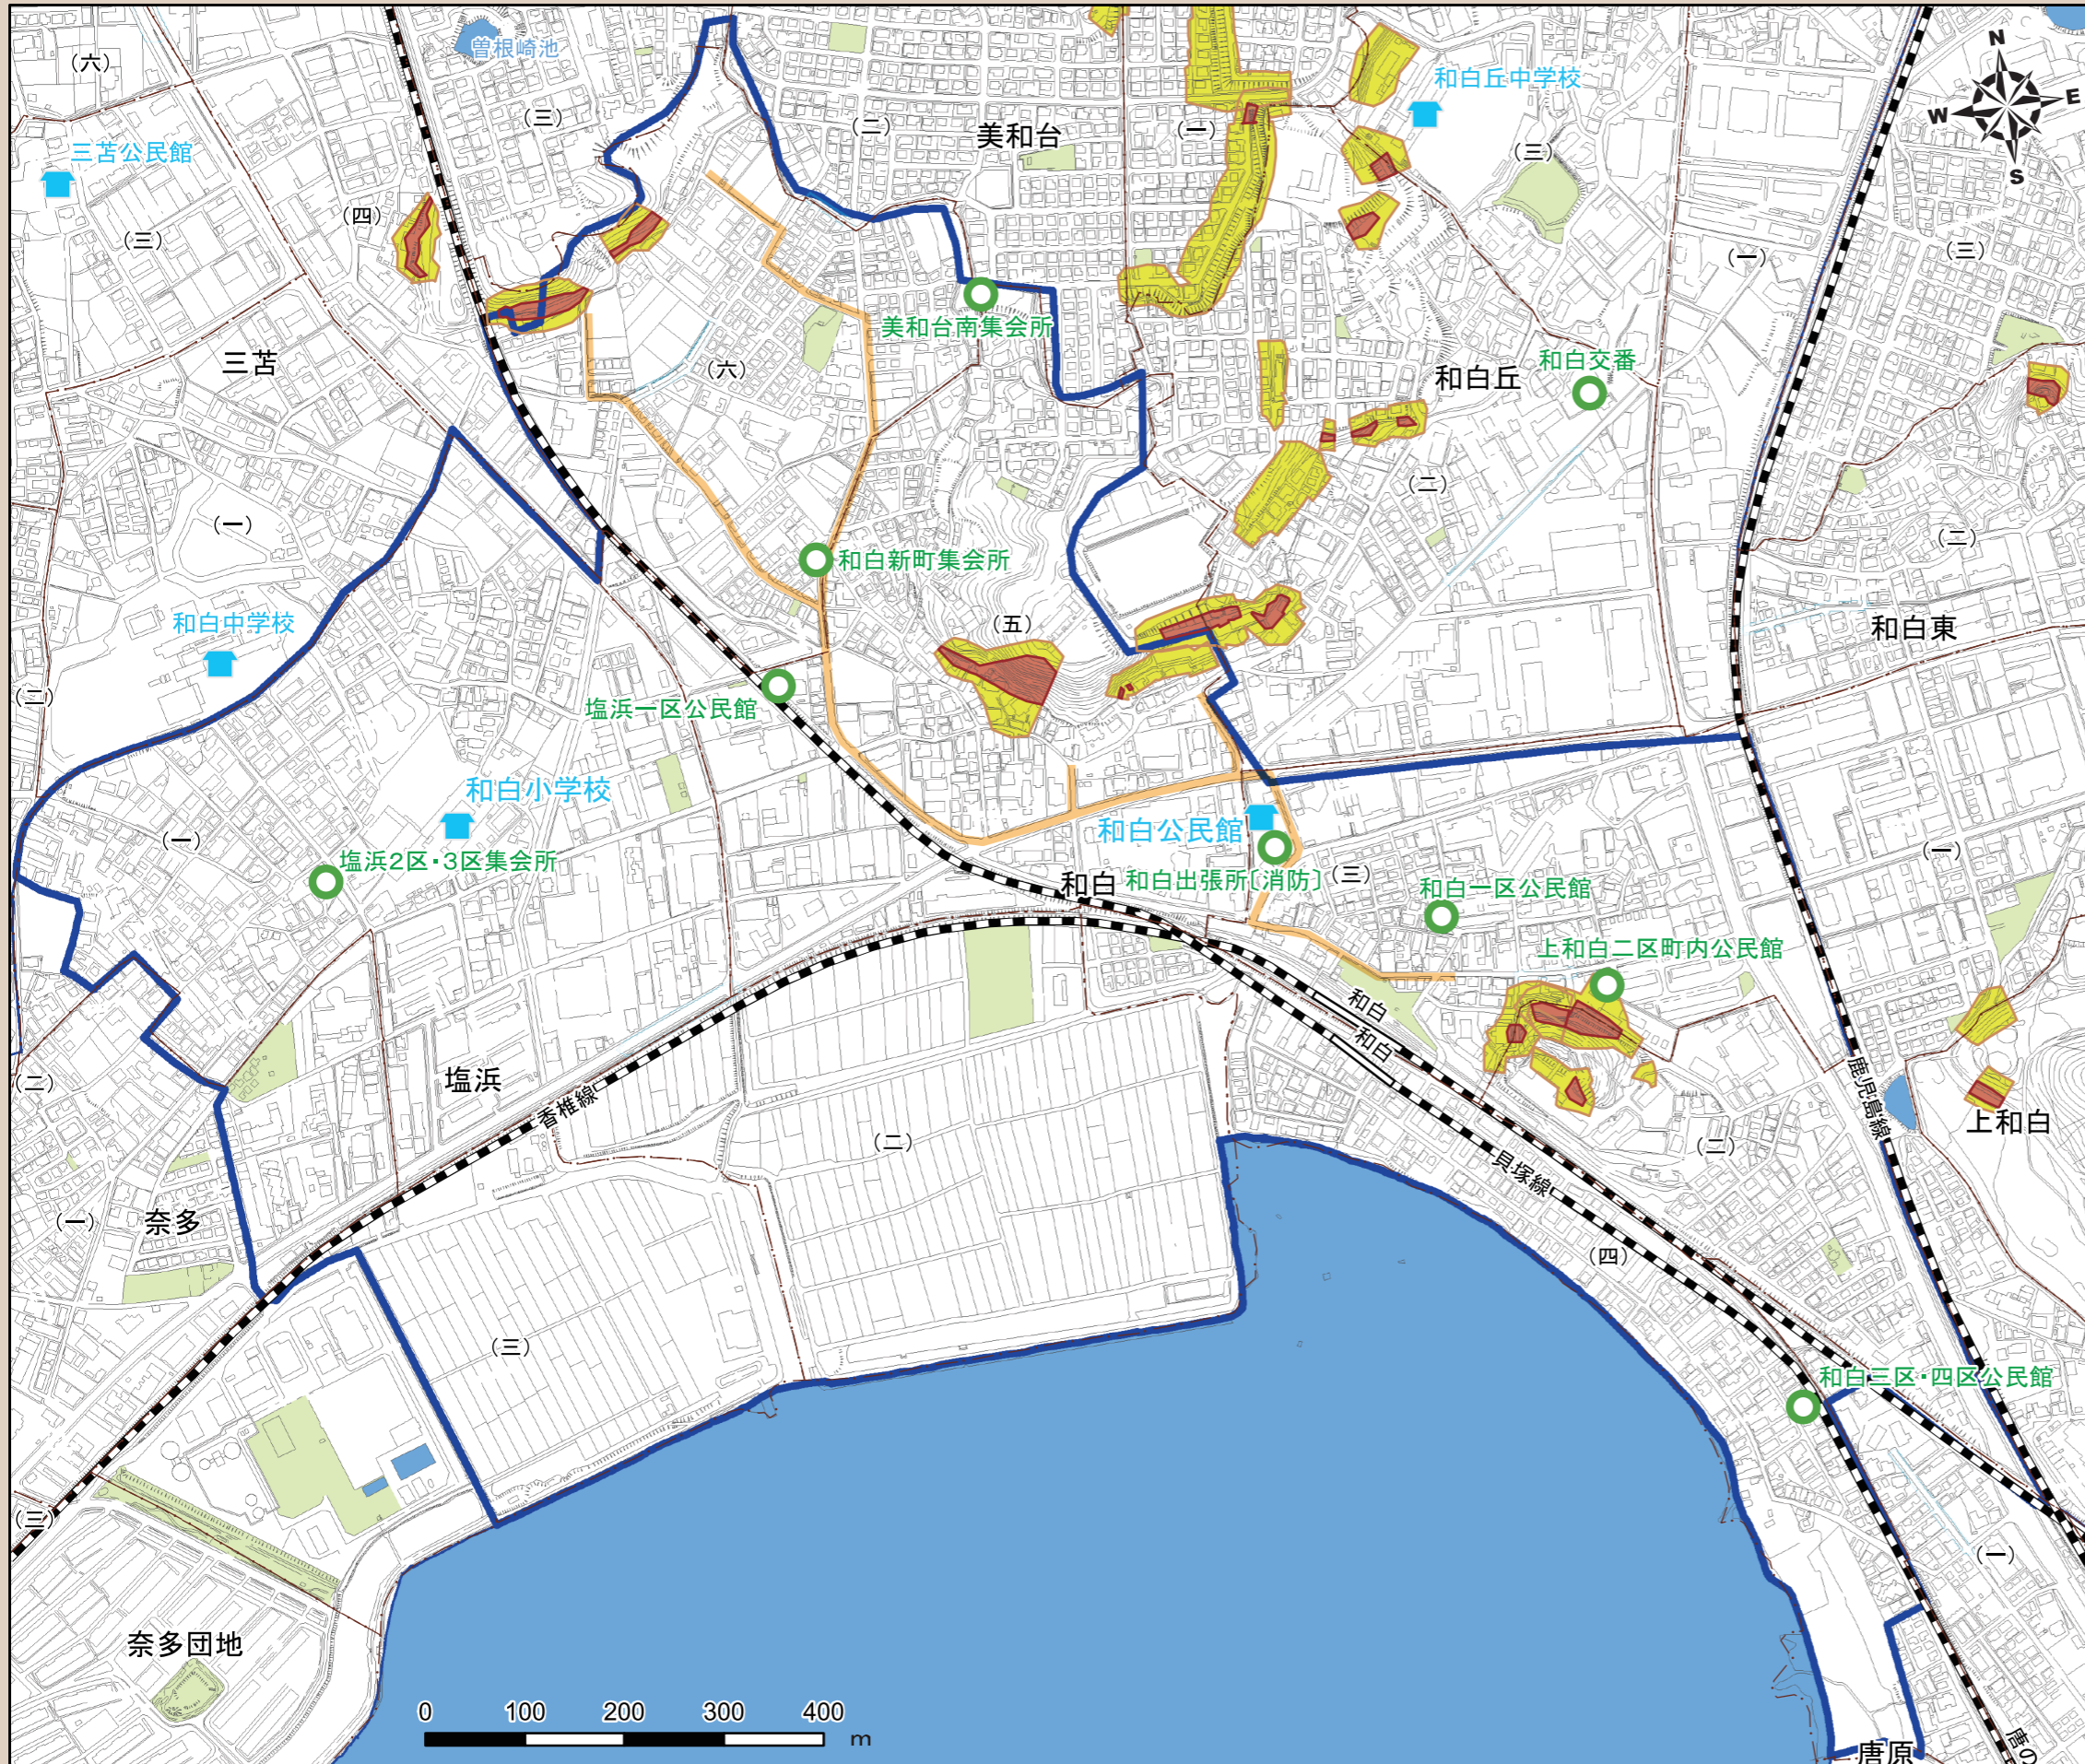 (六)
曽根崎池
(三)
(二)
美和台
(一)
和白丘中学校
(三)
N
W
E
S
三苫公民館
(三)
(四)
(一)
(三)
美和台南集会所
三苫
(六)
和白丘
和白交番
(二)
(一)
(二)
和白新町集会所
和白中学校
(五)
和白東
(二)
塩浜一区公民館
和白小学校
和白公民館
(一)
塩浜2区・3区集会所
(一)
和白
和白出張所〔消防〕
(三)
和白一区公民館
上和白二区町内公民館
和白
和白
鹿児島線
(二)
塩浜
香椎線
(二)
上和白
(二)
貝塚線
(一)
奈多
(四)
(三)
和白三区・四区公民館
(三)
(一)
奈多団地
0
100
200
300
400
m
唐原
唐の